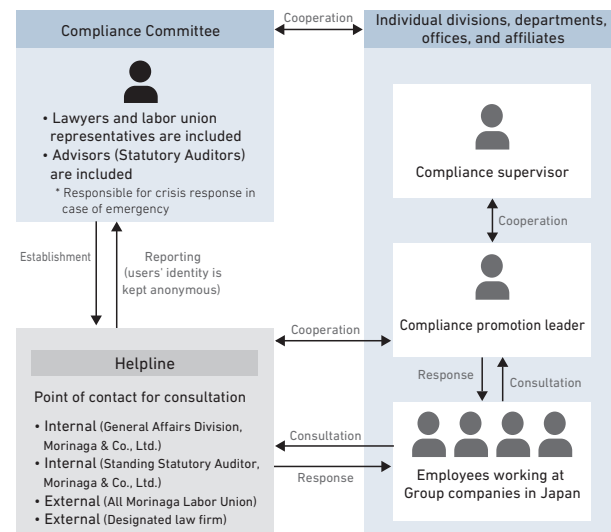 Compliance Committee
• Lawyers and labor union
representatives are included
• Advisors (Statutory Auditors)
are included
* Responsible for crisis response in
case of emergency
Cooperation
Individual divisions, departments,
offices, and affiliates
Compliance supervisor
Cooperation
Compliance promotion leader
Establishment
Reporting
(users’ identity is
kept anonymous)
Cooperation
Response
Consultation
Helpline
Point of contact for consultation
• Internal (General Affairs Division,
Morinaga & Co., Ltd.)
• Internal (Standing Statutory Auditor,
Morinaga & Co., Ltd.)
• External (All Morinaga Labor Union)
• External (Designated law firm)
Consultation
Response
Employees working at
Group companies in Japan